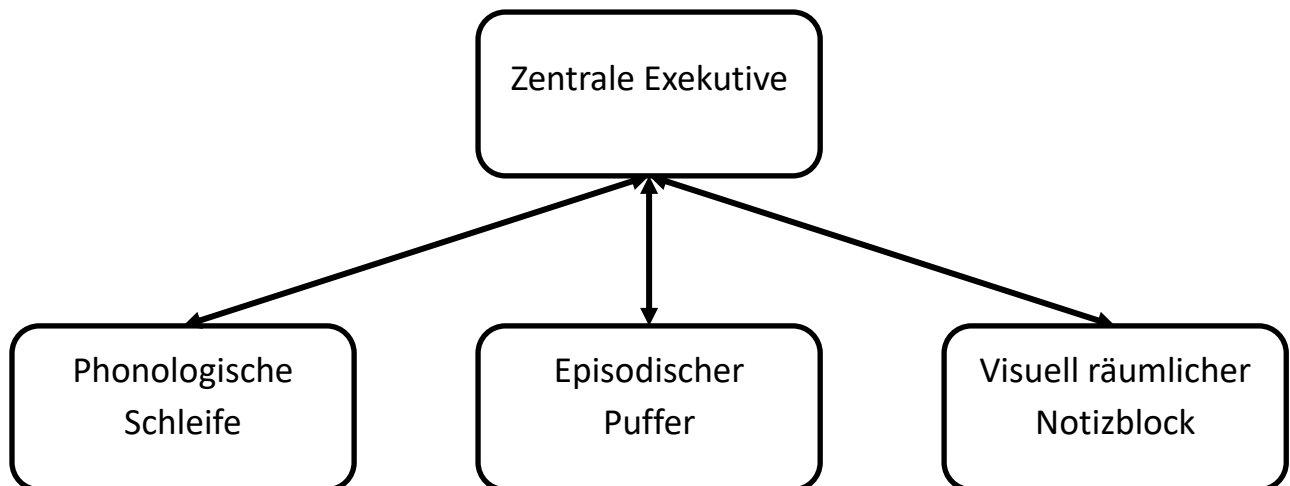 Zentrale Exekutive
Phonologische
Schleife
Episodischer
Puffer
Visuell räumlicher
Notizblock